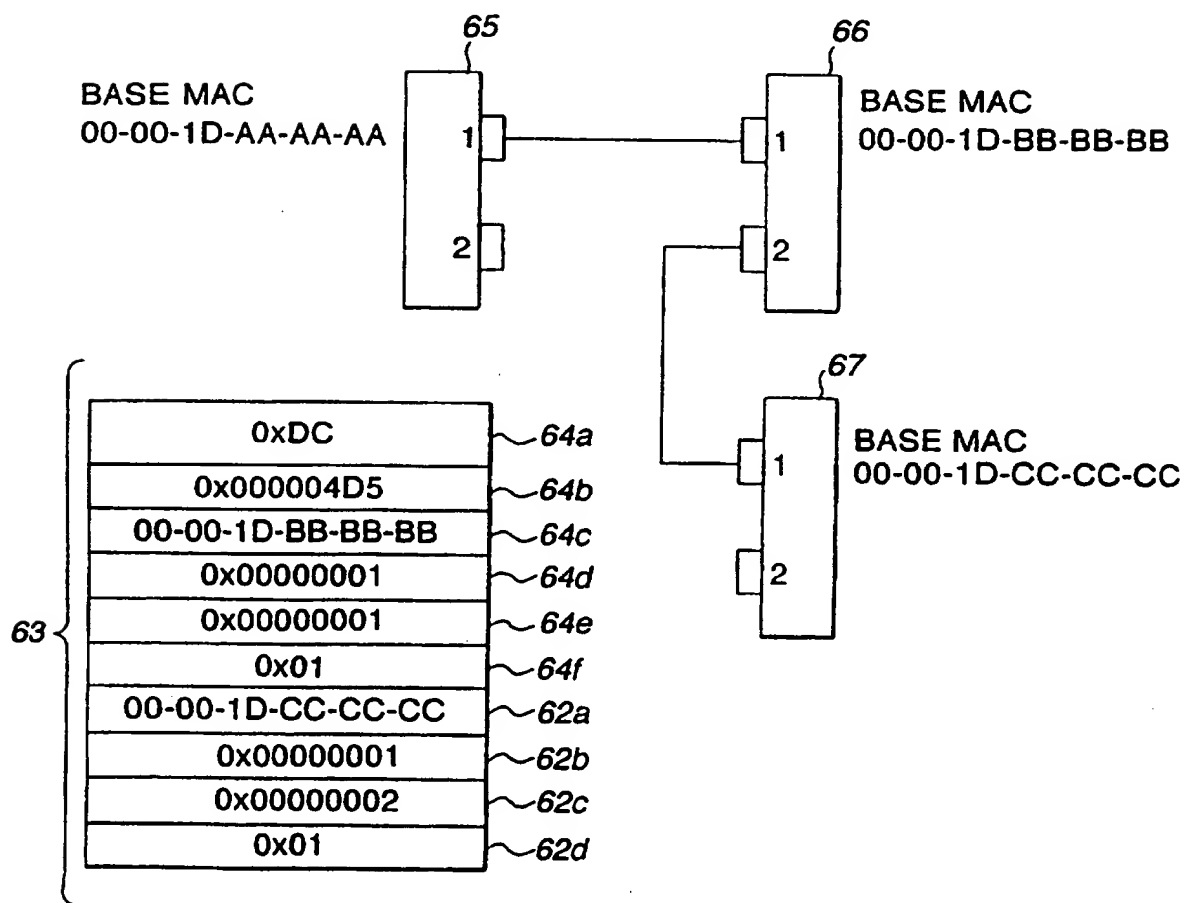 65
BASE MAC
00-00-1D-AA-AA-AA
1
2
66
BASE MAC
00-00-1D-BB-BB-BB
1
2
67
BASE MAC
00-00-1D-CC-CC-CC
1
2
63
0xDC 64a
0x000004D5 64b
00-00-1D-BB-BB-BB 64c
0x00000001 64d
0x00000001 64e
0x01 64f
00-00-1D-CC-CC-CC 62a
0x00000001 62b
0x00000002 62c
0x01 62d